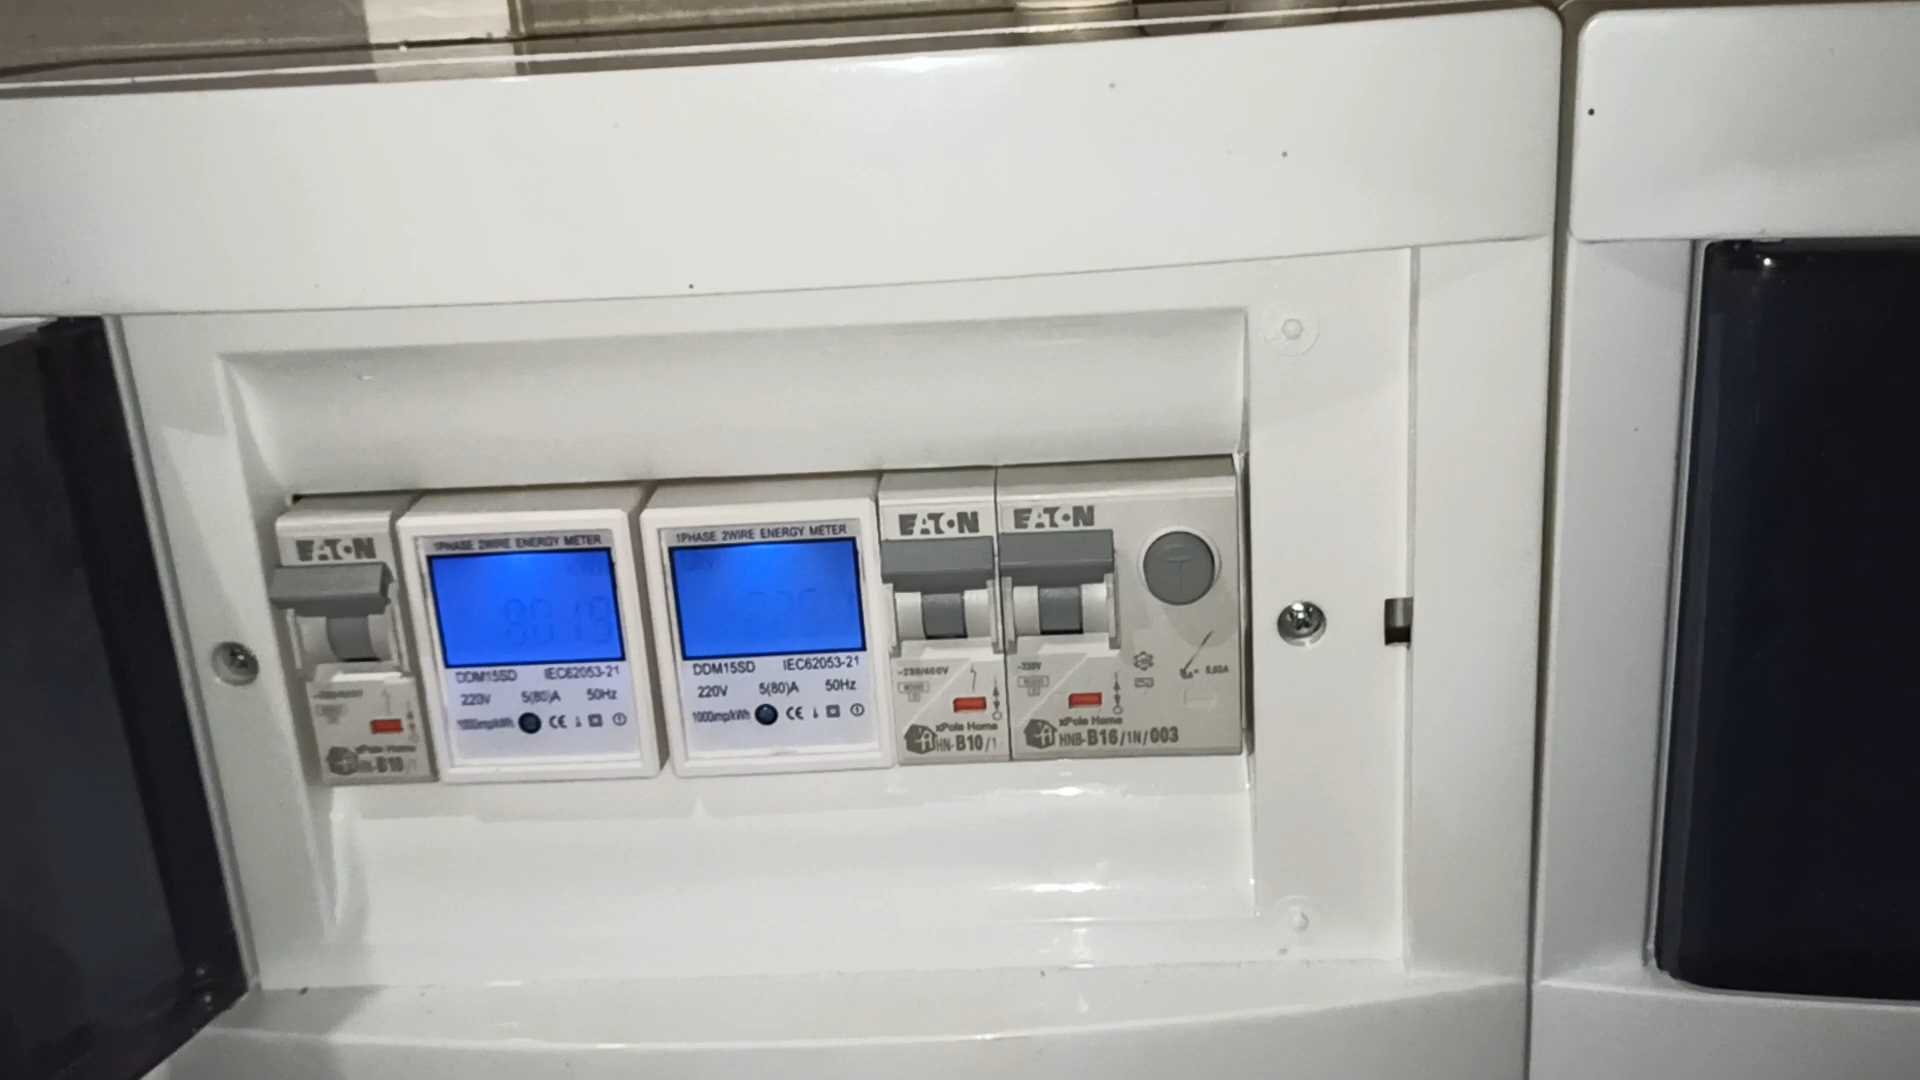 EATON
HN-B10/1
1PHASE 2WIRE ENERGY METER
DDM15SD IEC62053-21
220V 5(80)A 50Hz
1000imp/kWh CE
1PHASE 2WIRE ENERGY METER
DDM15SD IEC62053-21
220V 5(80)A 50Hz
1000imp/kWh CE
EATON
~230/400V
xPole Home
HN-B10/1
EATON
T
~230V
0.03A
xPole Home
HNB-B16/1N/003